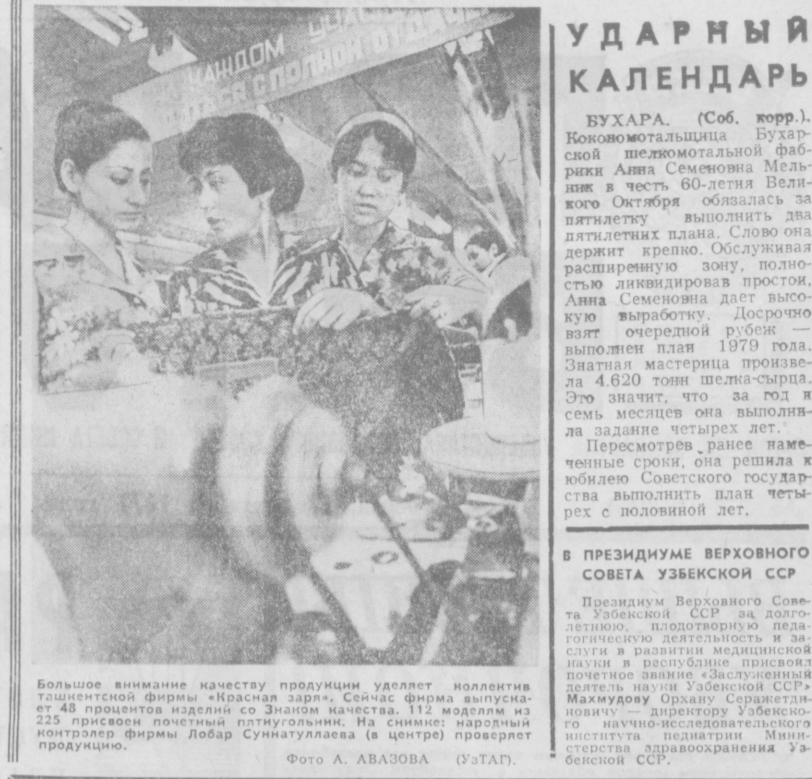 КАЖДОМ
С ПОЛНОЙ ОТДАЧЕЙ
Большое внимание качеству продукции уделяет коллектив
ташкентской фирмы «Красная заря». Сейчас фирма выпуска-
ет 48 процентов изделий со Знаком качества. 112 моделям из
225 присвоен почетный пятиугольник. На снимке: народный
контролер фирмы Лобар Суннатуллаева (в центре) проверяет
продукцию.
Фото А. АВАЗОВА (УзТАГ).
УДАРНЫЙ
КАЛЕНДАРЬ
БУХАРА. (Соб. корр.).
Кокономотальщица Бухар-
ской шелкомотальной фаб-
рики Анна Семеновна Мель-
ник в честь 60-летия Вели-
кого Октября обязалась за
пятилетку выполнить два
пятилетних плана. Слово она
держит крепко. Обслуживая
расширенную зону, полно-
стью ликвидировав простои,
Анна Семеновна дает высо-
кую выработку. Досрочно
взят очередной рубеж —
выполнен план 1979 года.
Знатная мастерица произве-
ла 4.620 тонн шелка-сырца.
Это значит, что за год и
семь месяцев она выполни-
ла задание четырех лет.
Пересмотрев ранее наме-
ченные сроки, она решила к
юбилею Советского государ-
ства выполнить план четы-
рех с половиной лет.
В ПРЕЗИДИУМЕ ВЕРХОВНОГО
СОВЕТА УЗБЕКСКОЙ ССР
Президиум Верховного Сове-
та Узбекской ССР за долго-
летнюю, плодотворную педа-
гогическую деятельность и за-
слуги в развитии медицинской
науки в республике присвоил
почетное звание «Заслуженный
деятель науки Узбекской ССР»
Махмудову Орхану Серажетди-
новичу — директору Узбекско-
го научно-исследовательского
института педиатрии Мини-
стерства здравоохранения Уз-
бекской ССР.